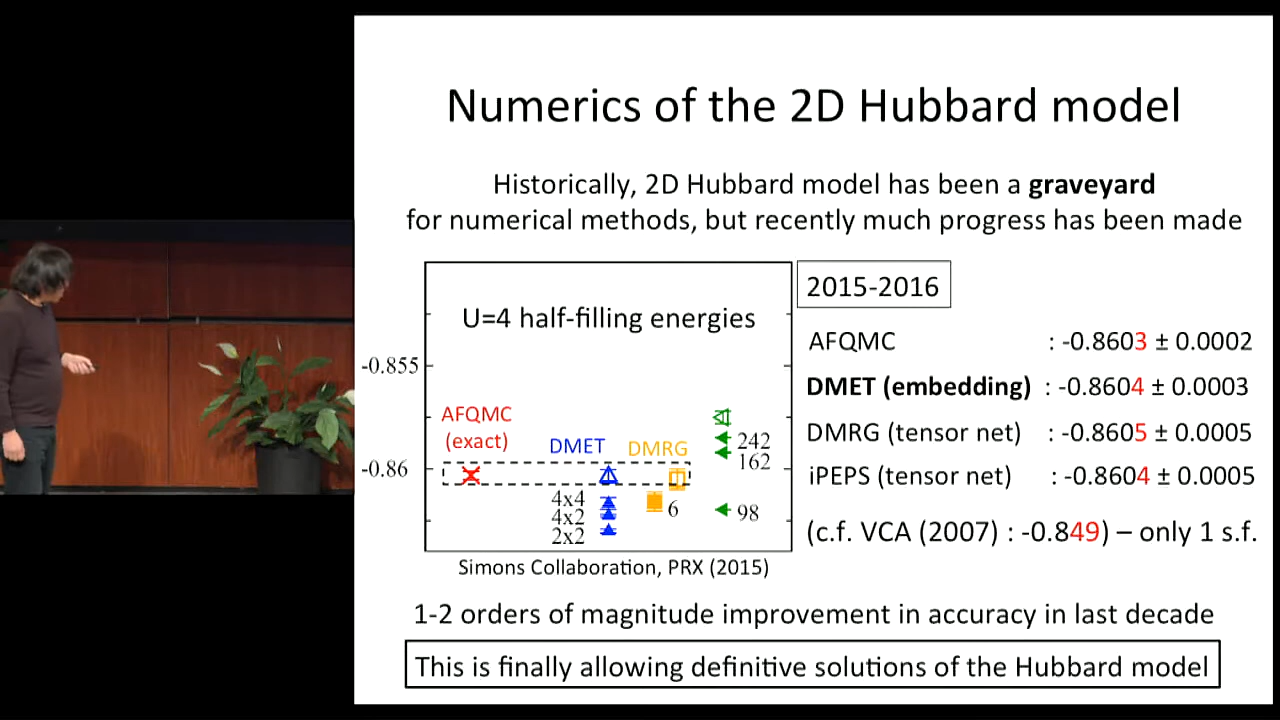 Numerics of the 2D Hubbard model
Historically, 2D Hubbard model has been a graveyard
for numerical methods, but recently much progress has been made
U=4 half-filling energies
-0.855
-0.86
AFQMC
(exact)
DMET
DMRG
4x4
4x2
2x2
6
242
162
98
Simons Collaboration, PRX (2015)
2015-2016
AFQMC : -0.8603 ± 0.0002
DMET (embedding) : -0.8604 ± 0.0003
DMRG (tensor net) : -0.8605 ± 0.0005
iPEPS (tensor net) : -0.8604 ± 0.0005
(c.f. VCA (2007) : -0.849) – only 1 s.f.
1-2 orders of magnitude improvement in accuracy in last decade
This is finally allowing definitive solutions of the Hubbard model